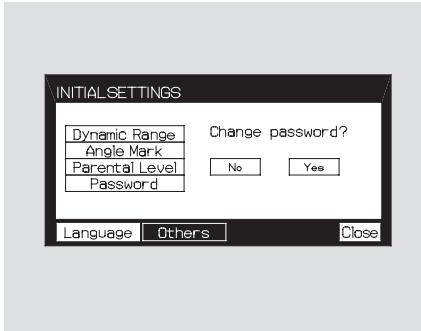 INITIALSETTINGS
Dynamic Range
Angle Mark
Parental Level
Password
Change password?
No Yes
Language Others Close